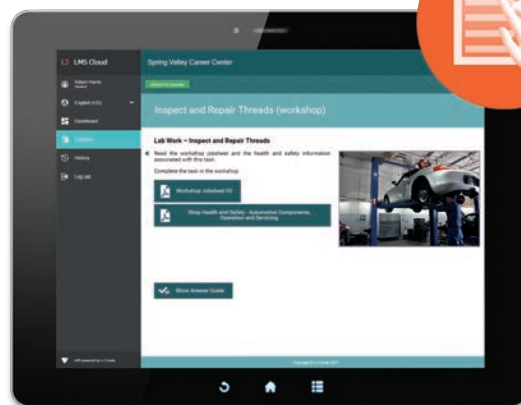 LMS Cloud
Spring Valley Career Center
Adam Harris
English (US)
Dashboard
History
Log out
Inspect and Repair Threads (workshop)
Lab Work – Inspect and Repair Threads
Read the workshop jobsheet and the health and safety information
associated with this task.
Complete the task in the workshop.
Workshop Jobsheet D2
Shop Health and Safety - Automotive Components,
Operation and Servicing
Show Answer Guide